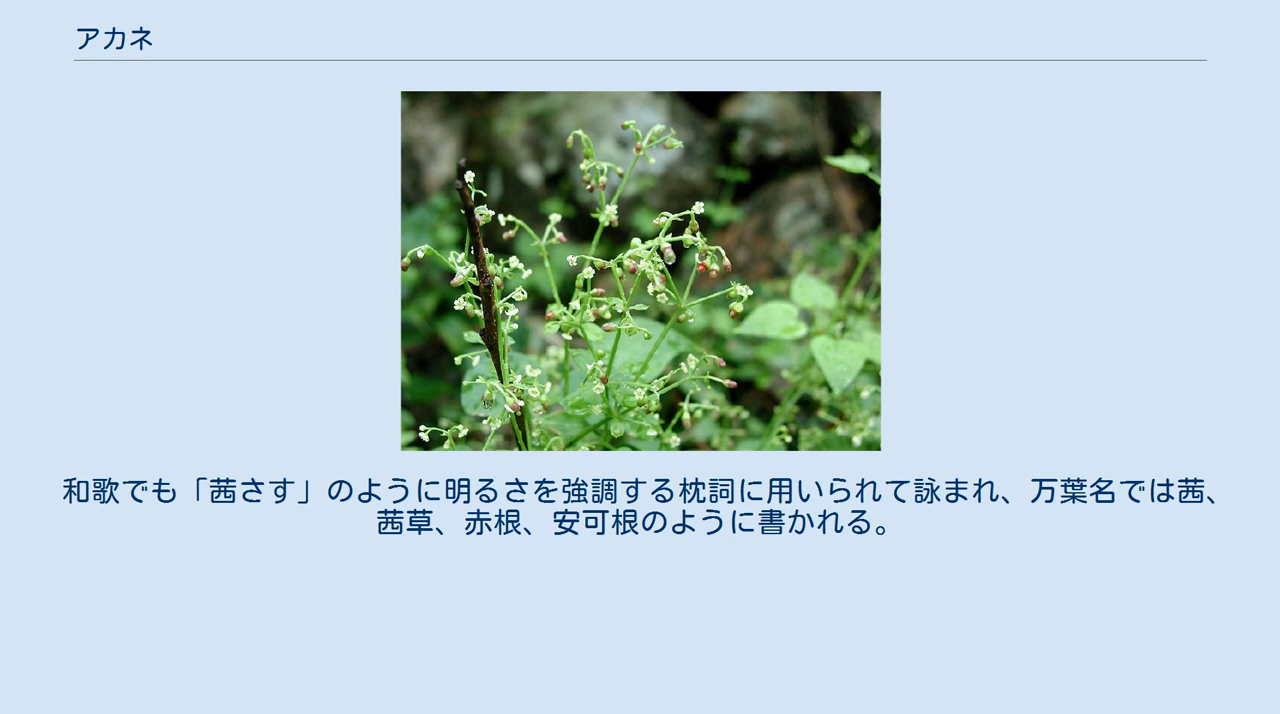 アカネ
和歌でも「茜さす」のように明るさを強調する枕詞に用いられて詠まれ、万葉名では茜、
茜草、赤根、安可根のように書かれる。